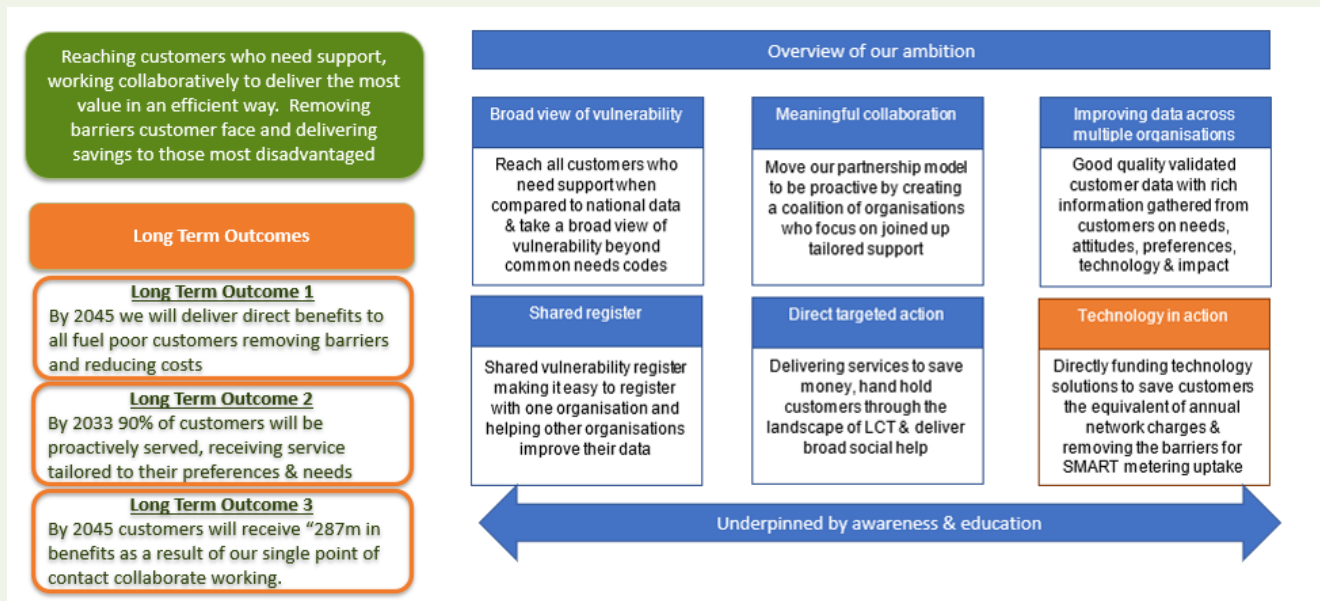 Reaching customers who need support,
working collaboratively to deliver the most
value in an efficient way. Removing
barriers customer face and delivering
savings to those most disadvantaged
Long Term Outcomes
Long Term Outcome 1
By 2045 we will deliver direct benefits to
all fuel poor customers removing barriers
and reducing costs
Long Term Outcome 2
By 2033 90% of customers will be
proactively served, receiving service
tailored to their preferences & needs
Long Term Outcome 3
By 2045 customers will receive “287m in
benefits as a result of our single point of
contact collaborate working.
Overview of our ambition
Broad view of vulnerability
Reach all customers who
need support when
compared to national data
& take a broad view of
vulnerability beyond
common needs codes
Meaningful collaboration
Move our partnership model
to be proactive by creating
a coalition of organisations
who focus on joined up
tailored support
Improving data across
multiple organisations
Good quality validated
customer data with rich
information gathered from
customers on needs,
attitudes, preferences,
technology & impact
Shared register
Shared vulnerability register
making it easy to register
with one organisation and
helping other organisations
improve their data
Direct targeted action
Delivering services to save
money, hand hold
customers through the
landscape of LCT & deliver
broad social help
Technology in action
Directly funding technology
solutions to save customers
the equivalent of annual
network charges &
removing the barriers for
SMART metering uptake
Underpinned by awareness & education